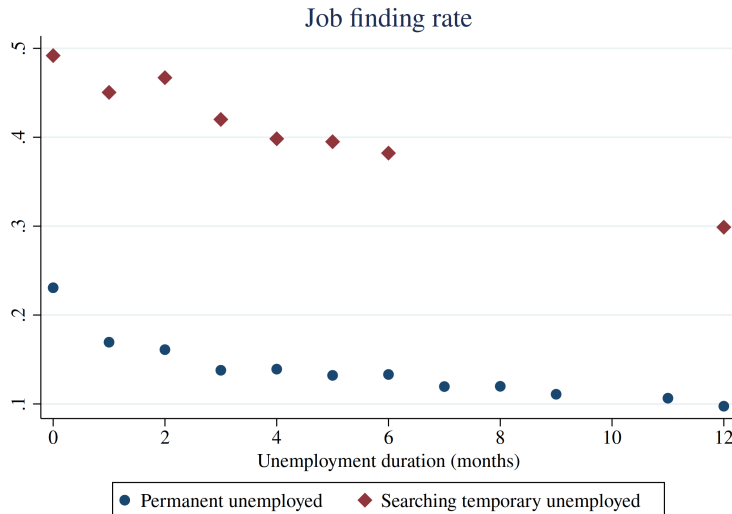 Job finding rate
.5
.4
.3
.2
.1
0 2 4 6 8 10 12
Unemployment duration (months)
Permanent unemployed Searching temporary unemployed